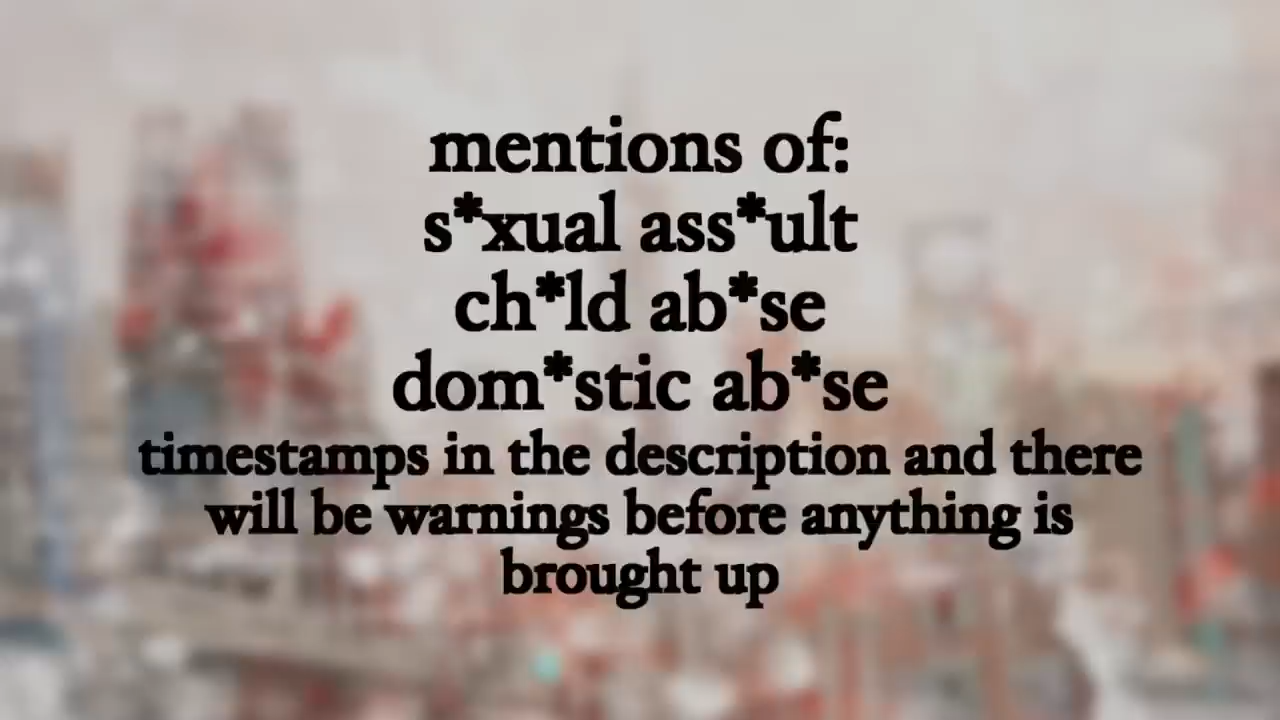 mentions of:
s*xual ass*ult
ch*ld ab*se
dom*stic ab*se
timestamps in the description and there
will be warnings before anything is
brought up